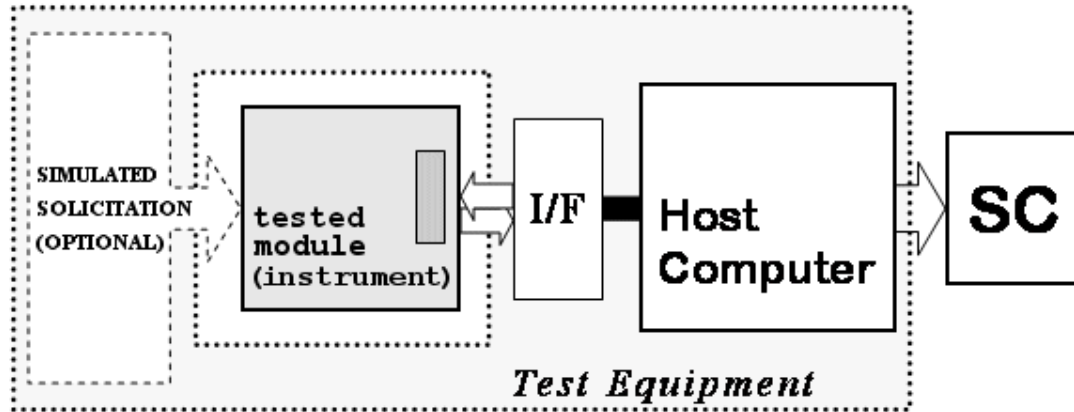 SIMULATED
SOLICITATION
(OPTIONAL)
tested
module
(instrument)
I/F
Host
Computer
SC
Test Equipment